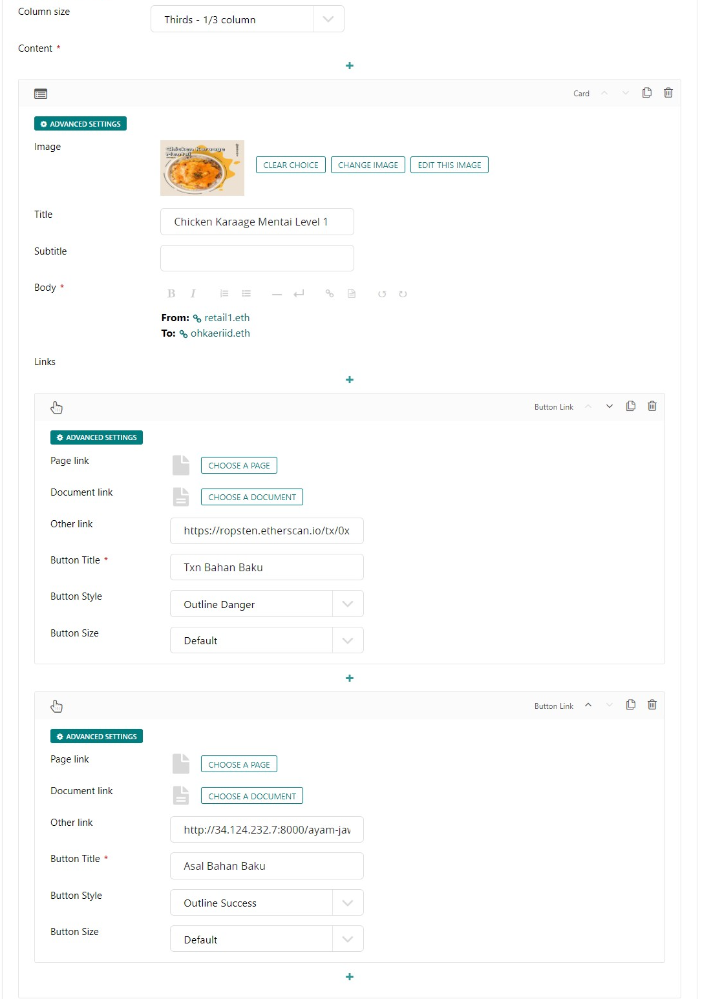 Column size
Thirds - 1/3 column
Content *
Card
ADVANCED SETTINGS
Image
Chicken Karaage
Mentai
CLEAR CHOICE
CHANGE IMAGE
EDIT THIS IMAGE
Title
Chicken Karaage Mentai Level 1
Subtitle
Body *
B I
From: retail1.eth
To: ohkaeriid.eth
Links
Button Link
ADVANCED SETTINGS
Page link
CHOOSE A PAGE
Document link
CHOOSE A DOCUMENT
Other link
https://ropsten.etherscan.io/tx/0x
Button Title *
Txn Bahan Baku
Button Style
Outline Danger
Button Size
Default
Button Link
ADVANCED SETTINGS
Page link
CHOOSE A PAGE
Document link
CHOOSE A DOCUMENT
Other link
http://34.124.232.7:8000/ayam-jav
Button Title *
Asal Bahan Baku
Button Style
Outline Success
Button Size
Default